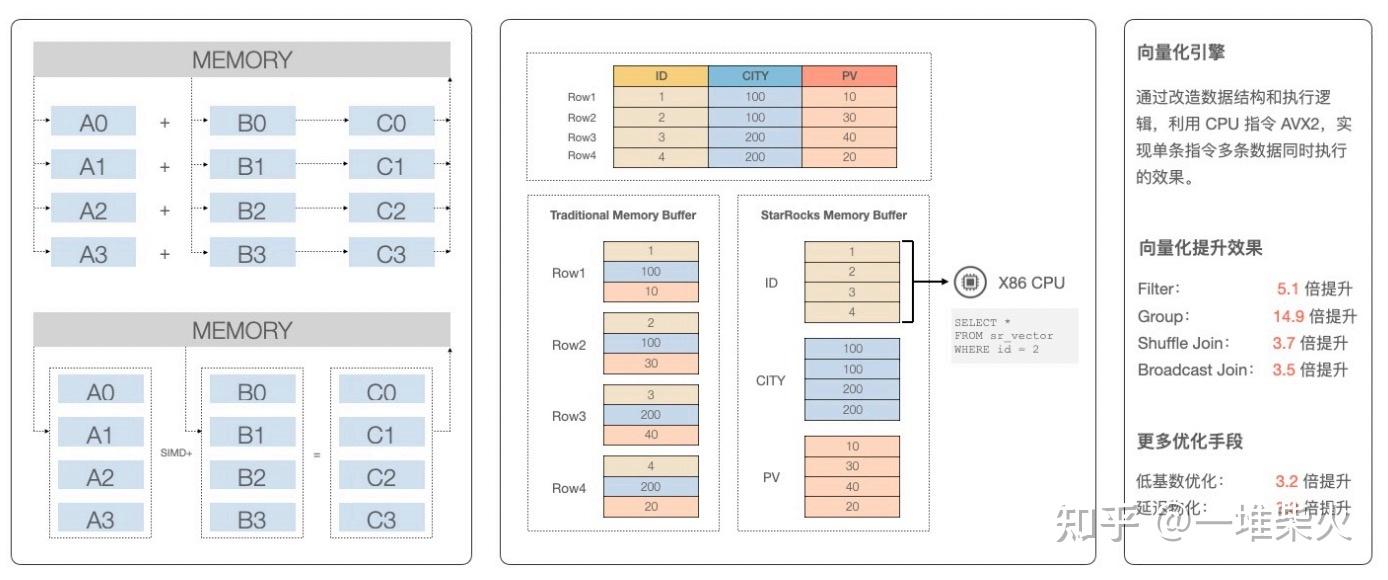 MEMORY
A0 + B0 C0
A1 + B1 C1
A2 + B2 C2
A3 + B3 C3
MEMORY
A0 B0 C0
A1 B1 C1
SIMD+ =
A2 B2 C2
A3 B3 C3
ID CITY PV
Row1 1 100 10
Row2 2 100 30
Row3 3 200 40
Row4 4 200 20
Traditional Memory Buffer
Row1
1
100
10
Row2
2
100
30
Row3
3
200
40
Row4
4
200
20
StarRocks Memory Buffer
ID
1
2
3
4
CITY
100
100
200
200
PV
10
30
40
20
X86 CPU
SELECT *
FROM sr_vector
WHERE id = 2
向量化引擎
通过改造数据结构和执行逻
辑，利用 CPU 指令 AVX2，实
现单条指令多条数据同时执行
的效果。
向量化提升效果
Filter： 5.1 倍提升
Group： 14.9 倍提升
Shuffle Join： 3.7 倍提升
Broadcast Join： 3.5 倍提升
更多优化手段
低基数优化： 3.2 倍提升
延迟物化： 倍提升
知乎 @一堆柴火